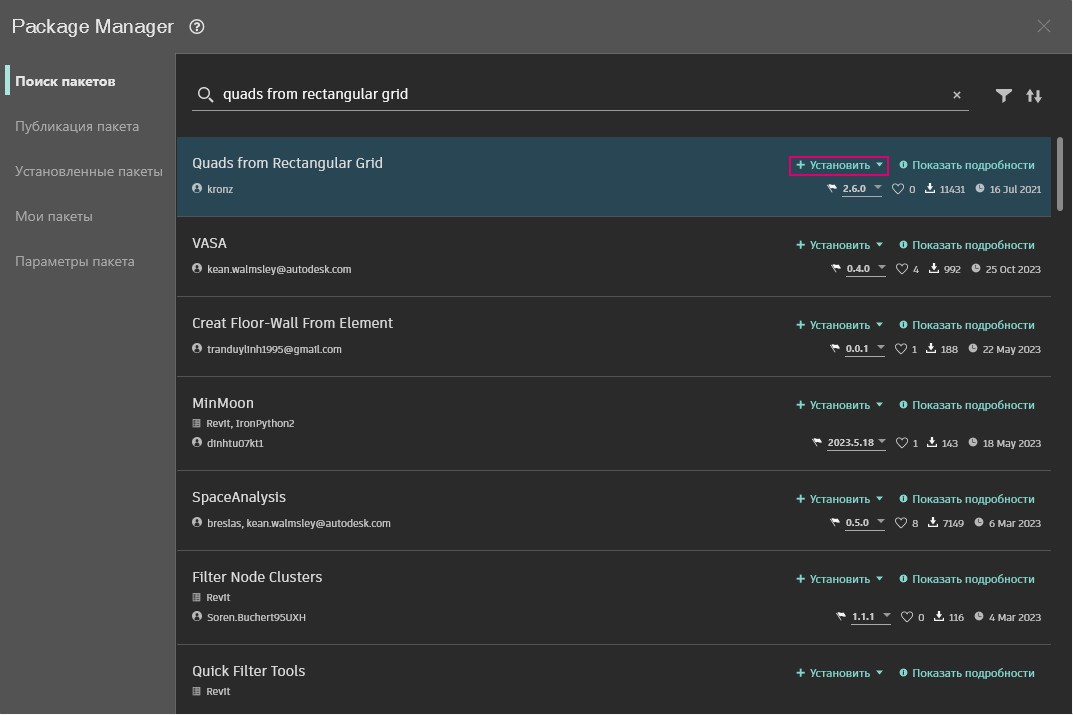 Package Manager
Поиск пакетов
Публикация пакета
Установленные пакеты
Мои пакеты
Параметры пакета
quads from rectangular grid
Quads from Rectangular Grid
+ Установить Показать подробности
kronz
2.6.0 0 11431 16 Jul 2021
VASA
+ Установить Показать подробности
kean.walmsley@autodesk.com
0.4.0 4 992 25 Oct 2023
Creat Floor-Wall From Element
+ Установить Показать подробности
tranduylinh1995@gmail.com
0.0.1 1 188 22 May 2023
MinMoon
+ Установить Показать подробности
Revit, IronPython2
dinhtu07kt1
2023.5.18 1 143 18 May 2023
SpaceAnalysis
+ Установить Показать подробности
breslas, kean.walmsley@autodesk.com
0.5.0 8 7149 6 Mar 2023
Filter Node Clusters
+ Установить Показать подробности
Revit
Soren.Buchert95UXH
1.1.1 0 116 4 Mar 2023
Quick Filter Tools
+ Установить Показать подробности
Revit